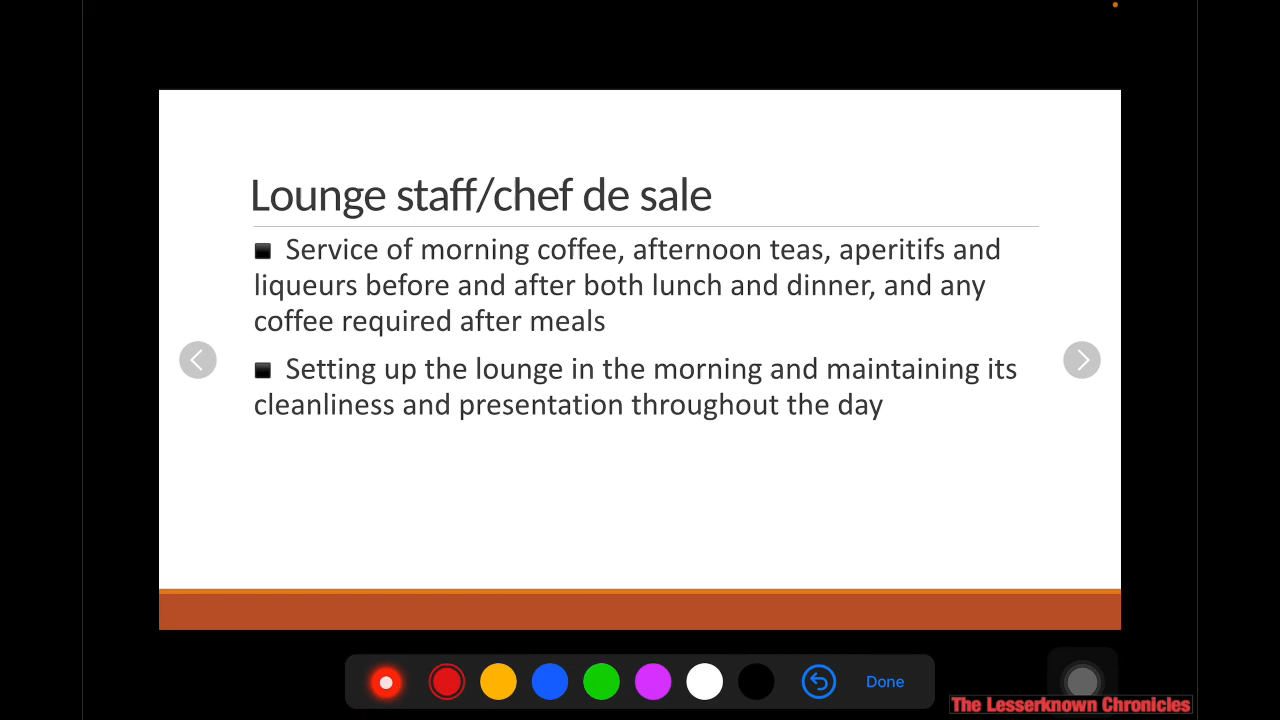 Lounge staff/chef de sale
Service of morning coffee, afternoon teas, aperitifs and
liqueurs before and after both lunch and dinner, and any
coffee required after meals
Setting up the lounge in the morning and maintaining its
cleanliness and presentation throughout the day
Done
The Lesserknown Chronicles